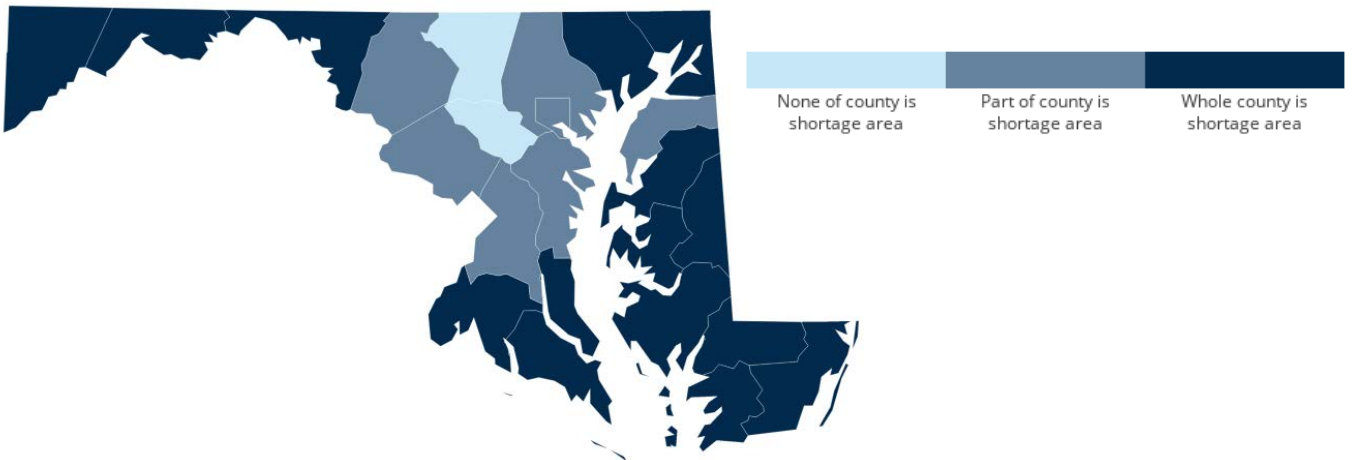 None of county is
shortage area
Part of county is
shortage area
Whole county is
shortage area